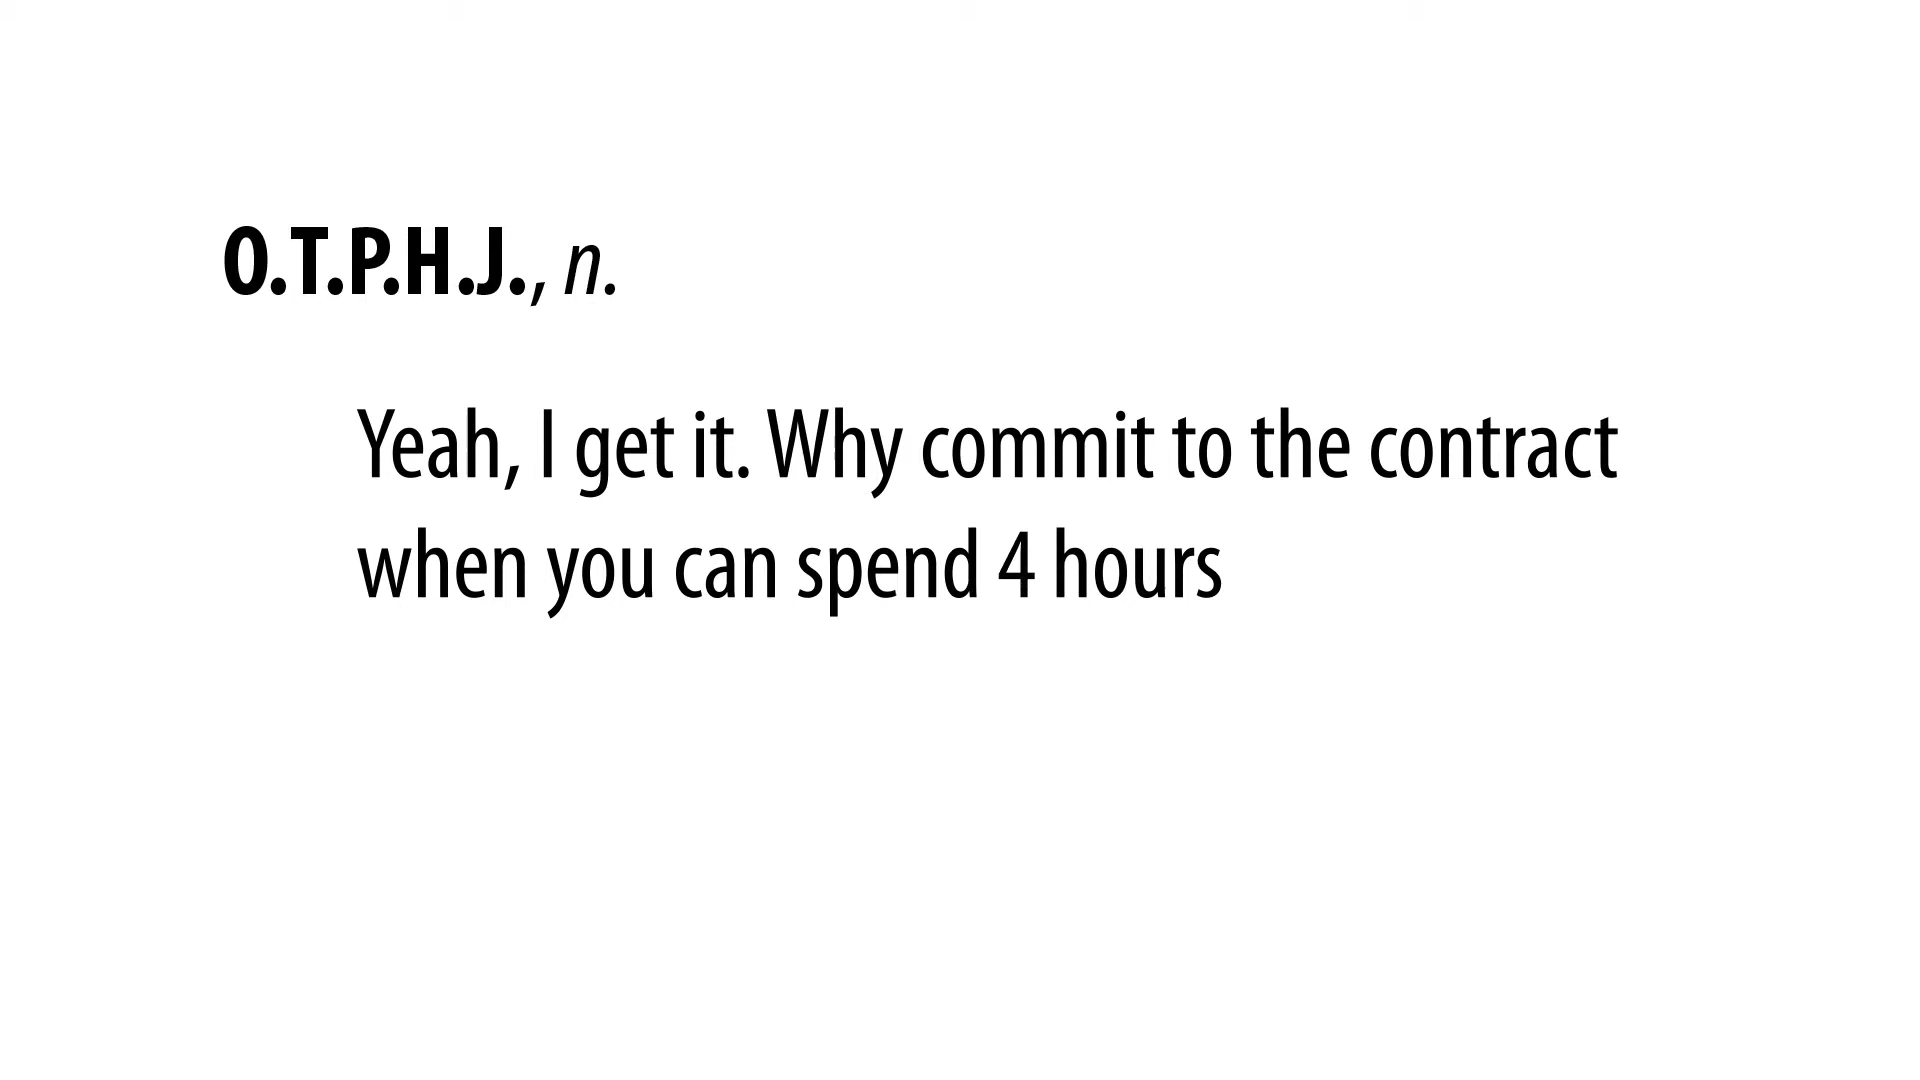 O.T.P.H.J., n.
Yeah, I get it. Why commit to the contract
when you can spend 4 hours